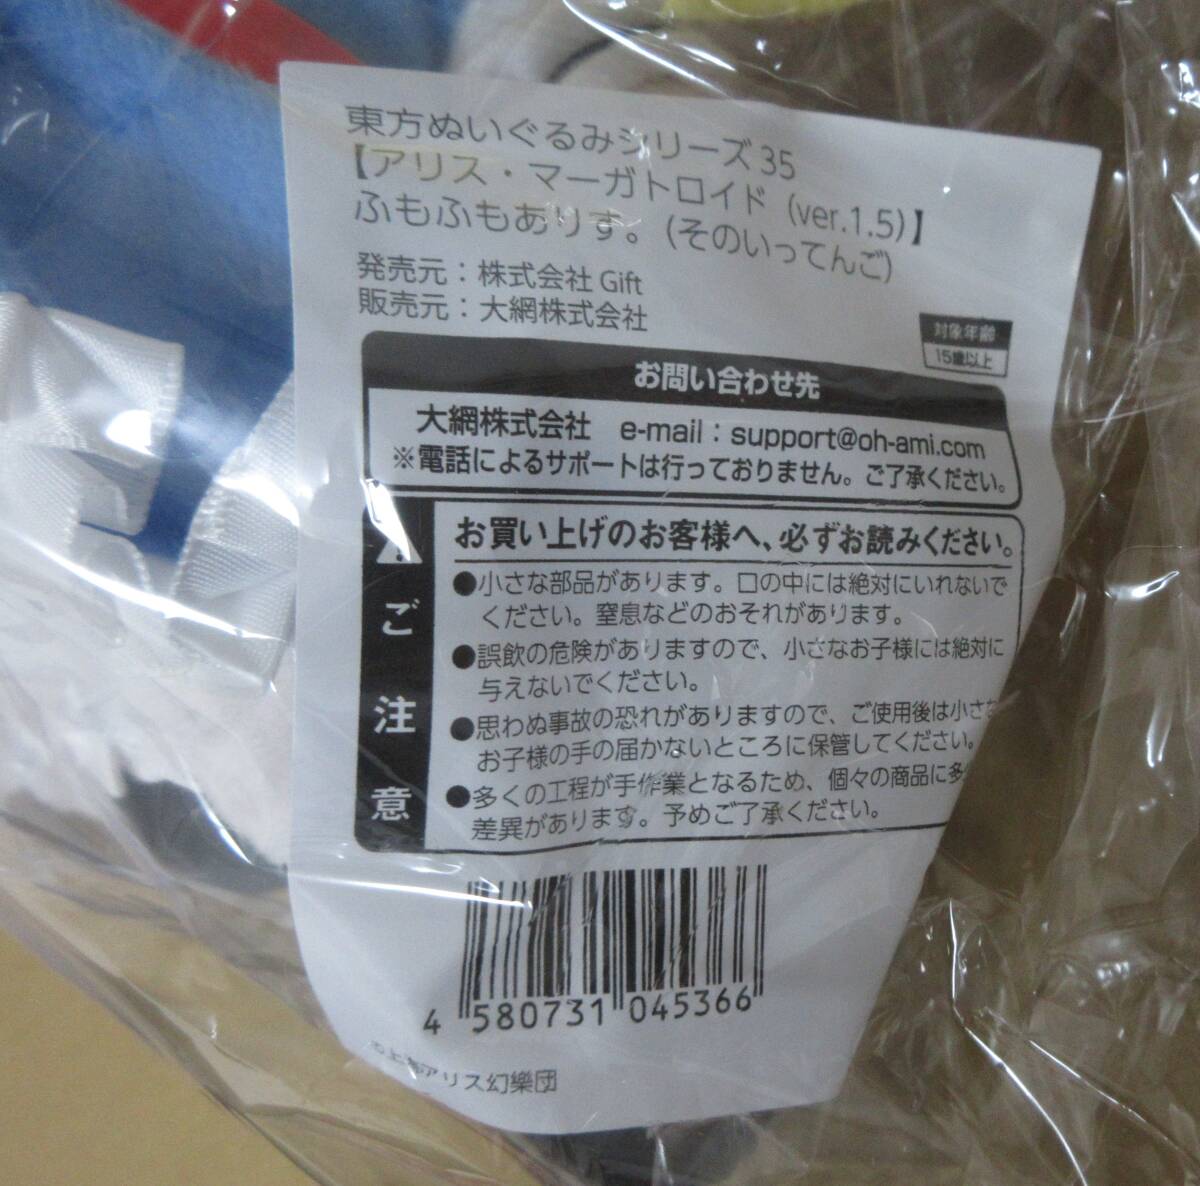 東方ぬいぐるみシリーズ35
【アリス・マーガトロイド (ver.1.5)】
ふもふもありす。(そのいってんご)
発売元：株式会社 Gift
販売元：大網株式会社
対象年齢
15歳以上
お問い合わせ先
大網株式会社 e-mail : support@oh-ami.com
※電話によるサポートは行っておりません。ご了承ください。
ご注意
お買い上げのお客様へ、必ずお読みください。
●小さな部品があります。口の中には絶対にいれないで
ください。窒息などのおそれがあります。
●誤飲の危険がありますので、小さなお子様には絶対に
与えないでください。
●思わぬ事故の恐れがありますので、ご使用後は小さな
お子様の手の届かないところに保管してください。
●多くの工程が手作業となるため、個々の商品に多
差異があります。予めご了承ください。
4 580731 045366
©上海アリス幻樂団